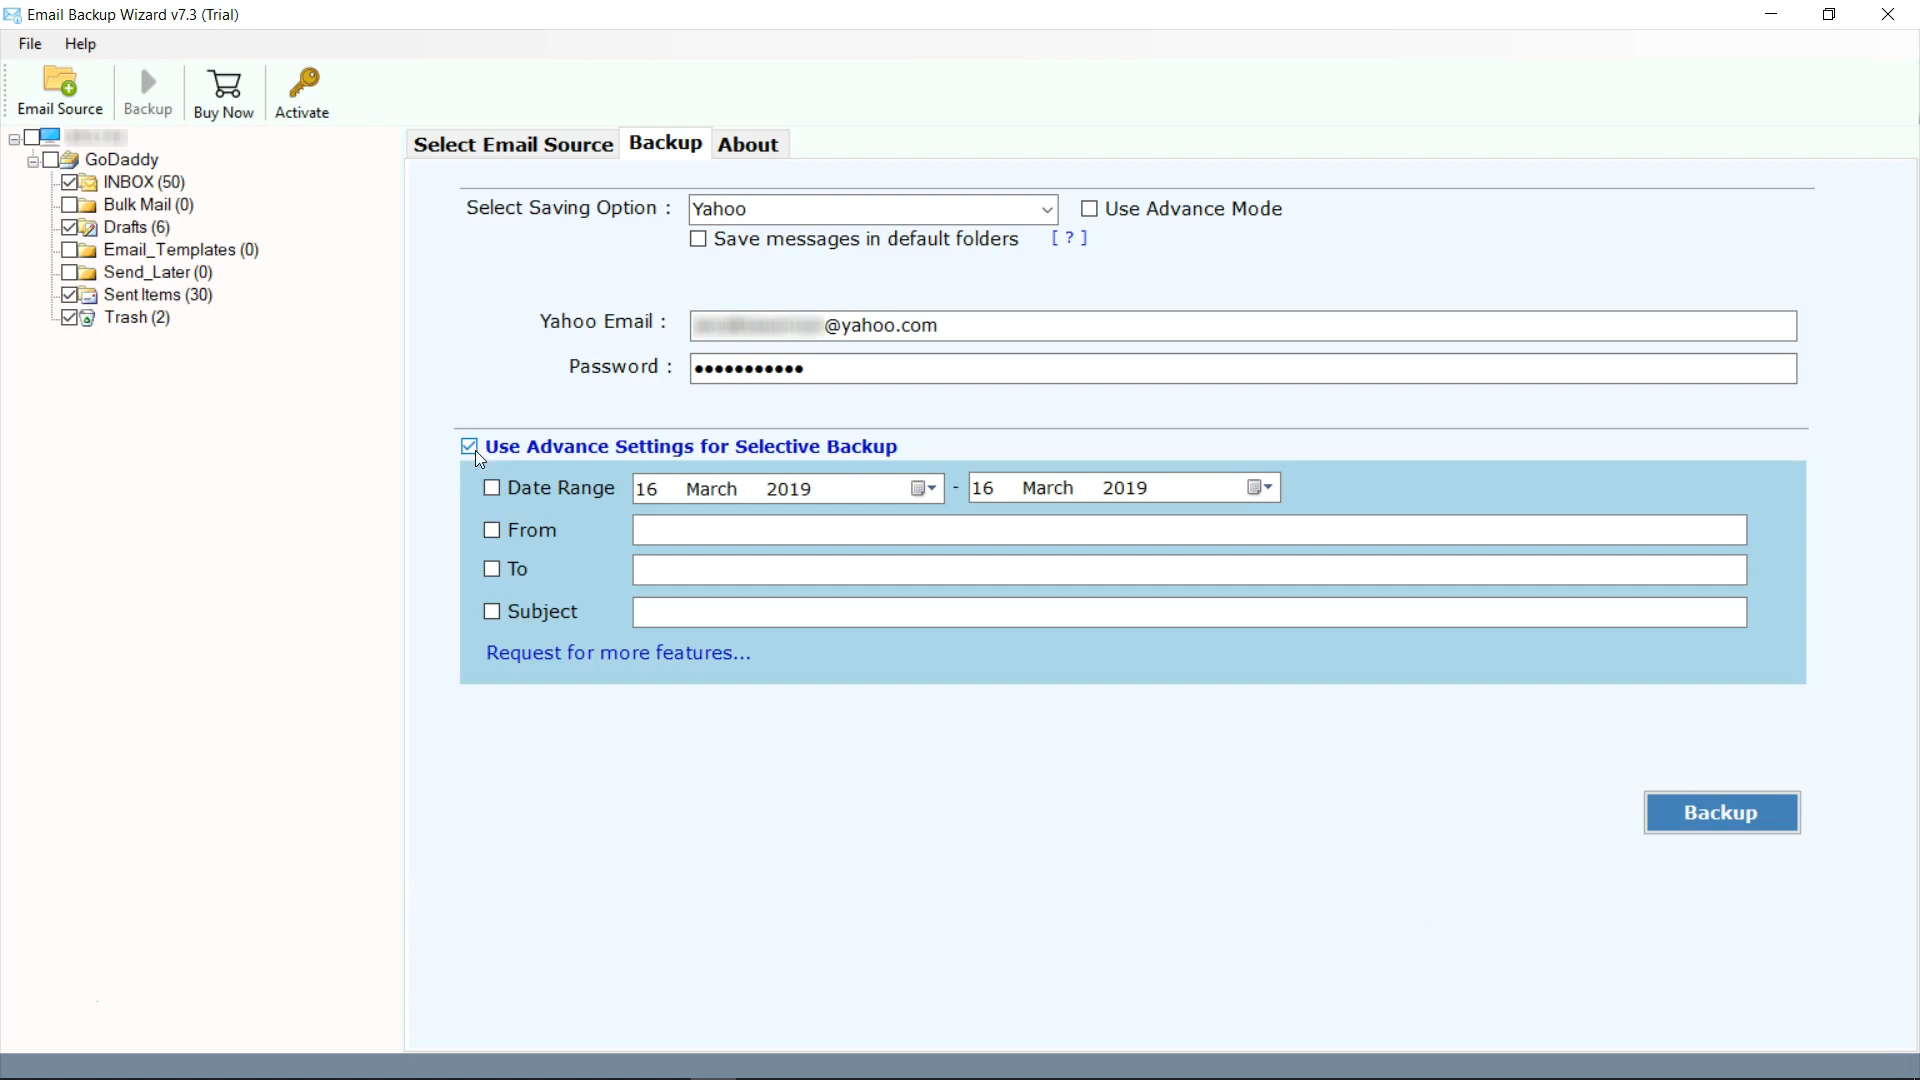 Email Backup Wizard v7.3 (Trial)
File Help
Email Source Backup Buy Now Activate
GoDaddy
INBOX (50)
Bulk Mail (0)
Drafts (6)
Email_Templates (0)
Send_Later (0)
Sent Items (30)
Trash (2)
Select Email Source Backup About
Select Saving Option : Yahoo Use Advance Mode
Save messages in default folders [ ? ]
Yahoo Email : @yahoo.com
Password : •••••••••••
Use Advance Settings for Selective Backup
Date Range 16 March 2019 - 16 March 2019
From
To
Subject
Request for more features...
Backup